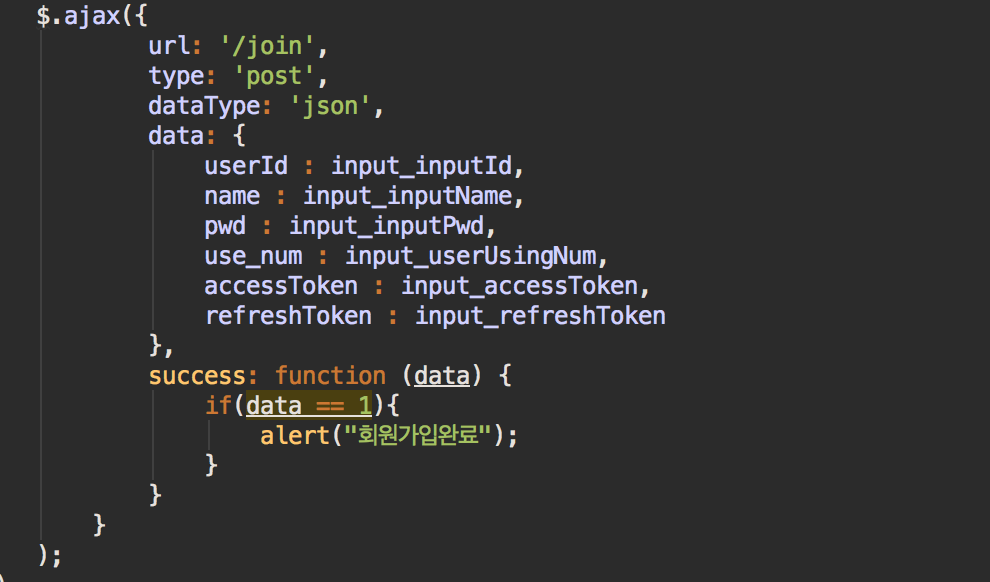 $.ajax({
url: '/join',
type: 'post',
dataType: 'json',
data: {
userId : input_inputId,
name : input_inputName,
pwd : input_inputPwd,
use_num : input_userUsingNum,
accessToken : input_accessToken,
refreshToken : input_refreshToken
},
success: function (data) {
if(data == 1){
alert("회원가입완료");
}
}
}
);